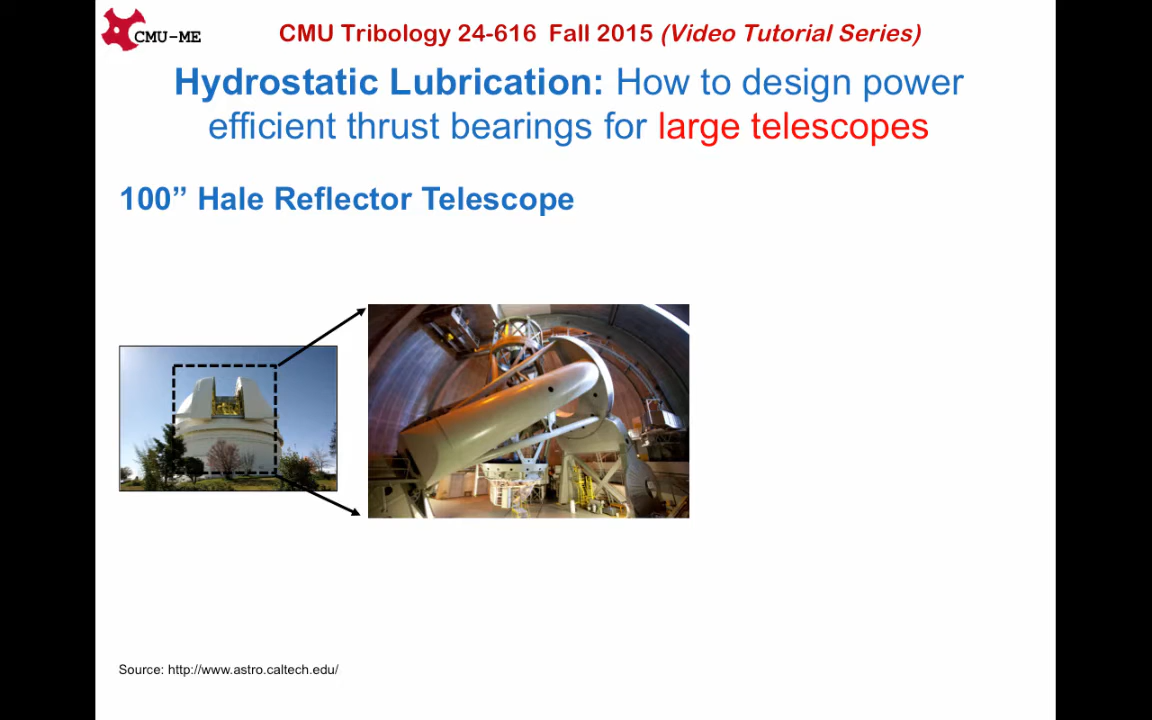 CMU-ME
CMU Tribology 24-616 Fall 2015 (Video Tutorial Series)
Hydrostatic Lubrication: How to design power
efficient thrust bearings for large telescopes
100” Hale Reflector Telescope
Source: http://www.astro.caltech.edu/